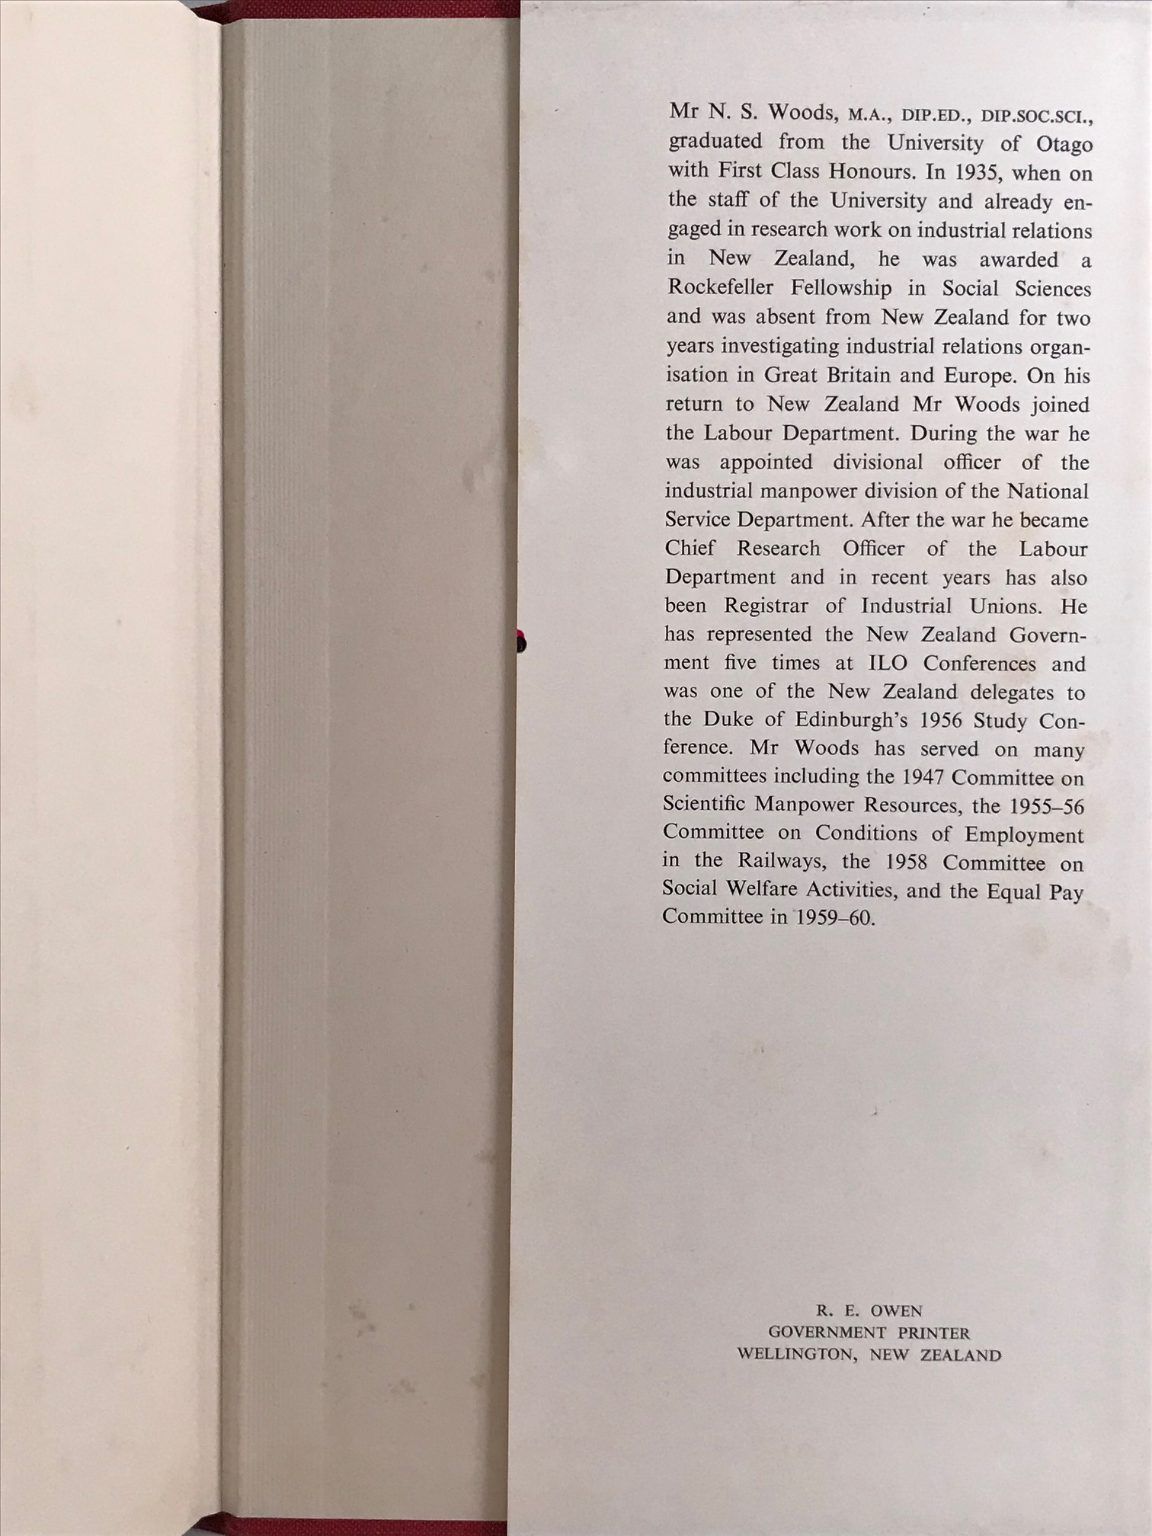 Mr N. S. Woods, M.A., DIP.ED., DIP.SOC.SCI.,
graduated from the University of Otago
with First Class Honours. In 1935, when on
the staff of the University and already en-
gaged in research work on industrial relations
in New Zealand, he was awarded a
Rockefeller Fellowship in Social Sciences
and was absent from New Zealand for two
years investigating industrial relations organ-
isation in Great Britain and Europe. On his
return to New Zealand Mr Woods joined
the Labour Department. During the war he
was appointed divisional officer of the
industrial manpower division of the National
Service Department. After the war he became
Chief Research Officer of the Labour
Department and in recent years has also
been Registrar of Industrial Unions. He
has represented the New Zealand Govern-
ment five times at ILO Conferences and
was one of the New Zealand delegates to
the Duke of Edinburgh's 1956 Study Con-
ference. Mr Woods has served on many
committees including the 1947 Committee on
Scientific Manpower Resources, the 1955–56
Committee on Conditions of Employment
in the Railways, the 1958 Committee on
Social Welfare Activities, and the Equal Pay
Committee in 1959–60.
R. E. OWEN
GOVERNMENT PRINTER
WELLINGTON, NEW ZEALAND